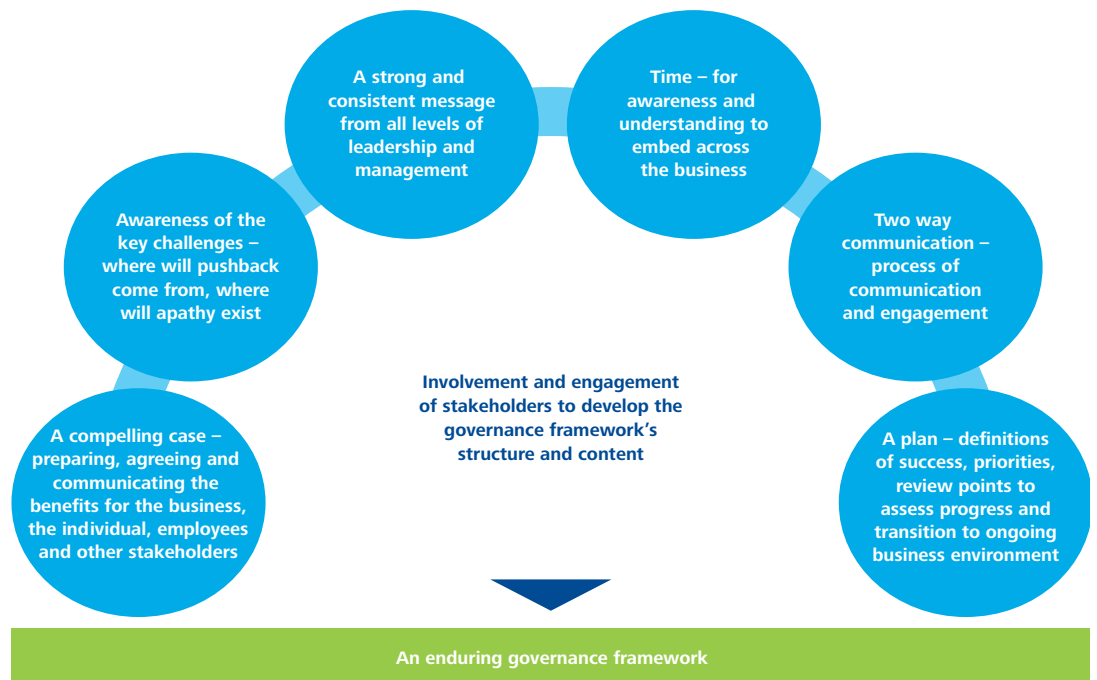 A compelling case –
preparing, agreeing and
communicating the
benefits for the business,
the individual, employees
and other stakeholders
Awareness of the
key challenges –
where will pushback
come from, where
will apathy exist
A strong and
consistent message
from all levels of
leadership and
management
Time – for
awareness and
understanding to
embed across
the business
Two way
communication –
process of
communication
and engagement
A plan – definitions
of success, priorities,
review points to
assess progress and
transition to ongoing
business environment
Involvement and engagement
of stakeholders to develop the
governance framework’s
structure and content
An enduring governance framework